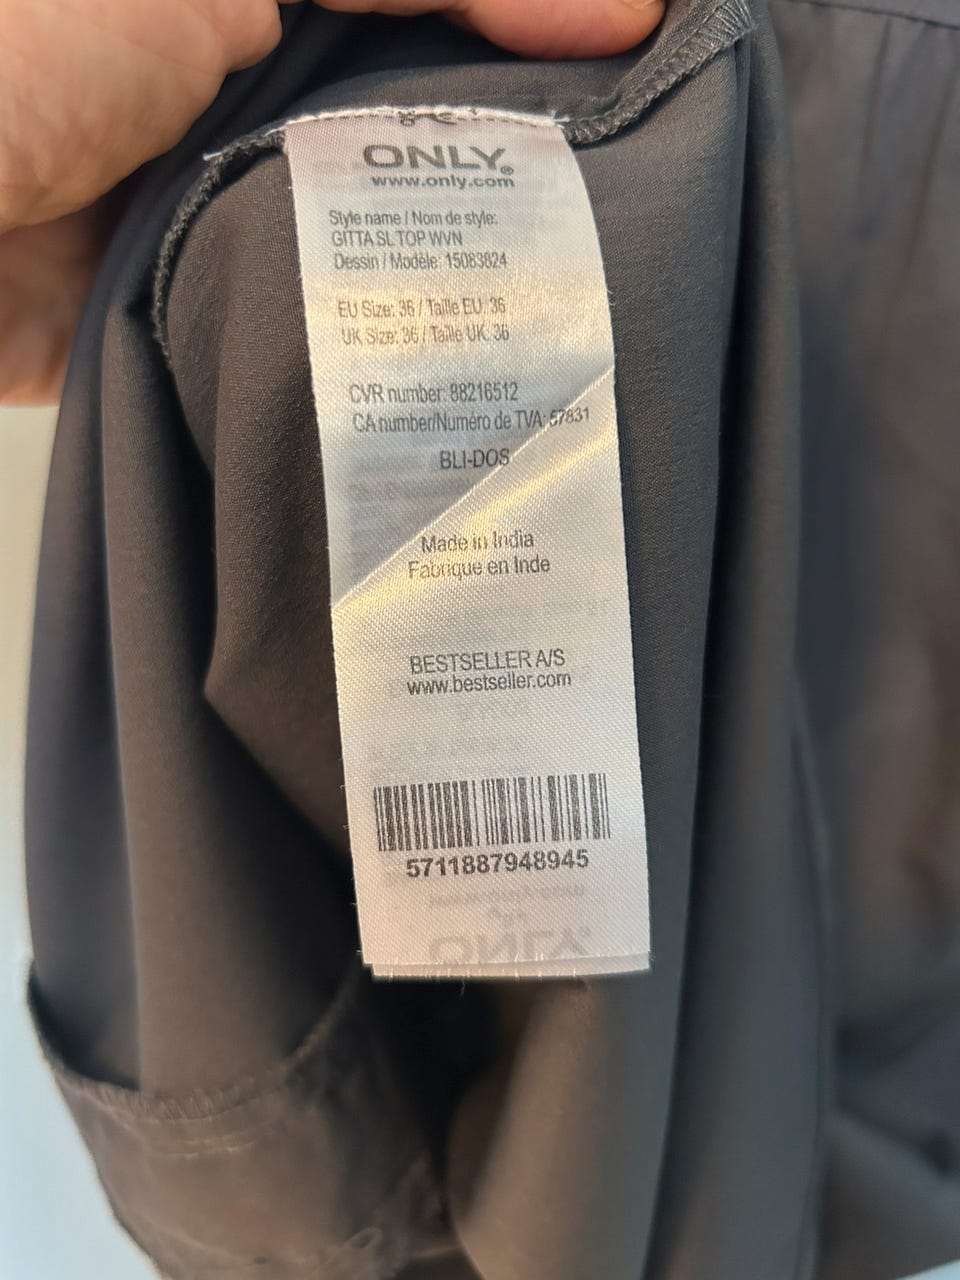 ONLY®
www.only.com
Style name / Nom de style:
GITTA SL TOP WVN
Dessin / Modèle: 15083824
EU Size: 36 / Taille EU: 36
UK Size: 36 / Taille UK: 36
CVR number: 88216512
CA number/Numéro de TVA: 57831
BLI-DOS
Made in India
Fabrique en Inde
BESTSELLER A/S
www.bestseller.com
5711887948945